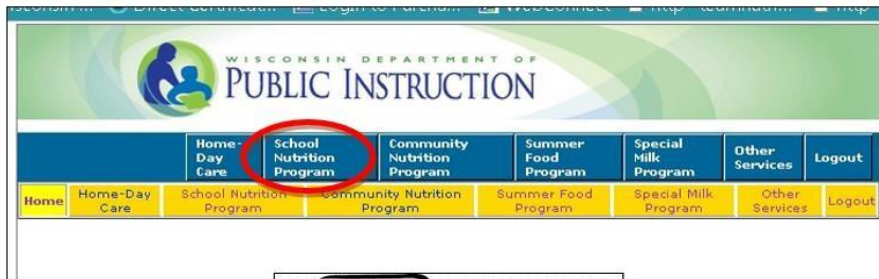 WISCONSIN DEPARTMENT OF
PUBLIC INSTRUCTION
Home-
Day
Care
School
Nutrition
Program
Community
Nutrition
Program
Summer
Food
Program
Special
Milk
Program
Other
Services
Logout
Home
Home-Day
Care
School Nutrition
Program
Community Nutrition
Program
Summer Food
Program
Special Milk
Program
Other
Services
Logout